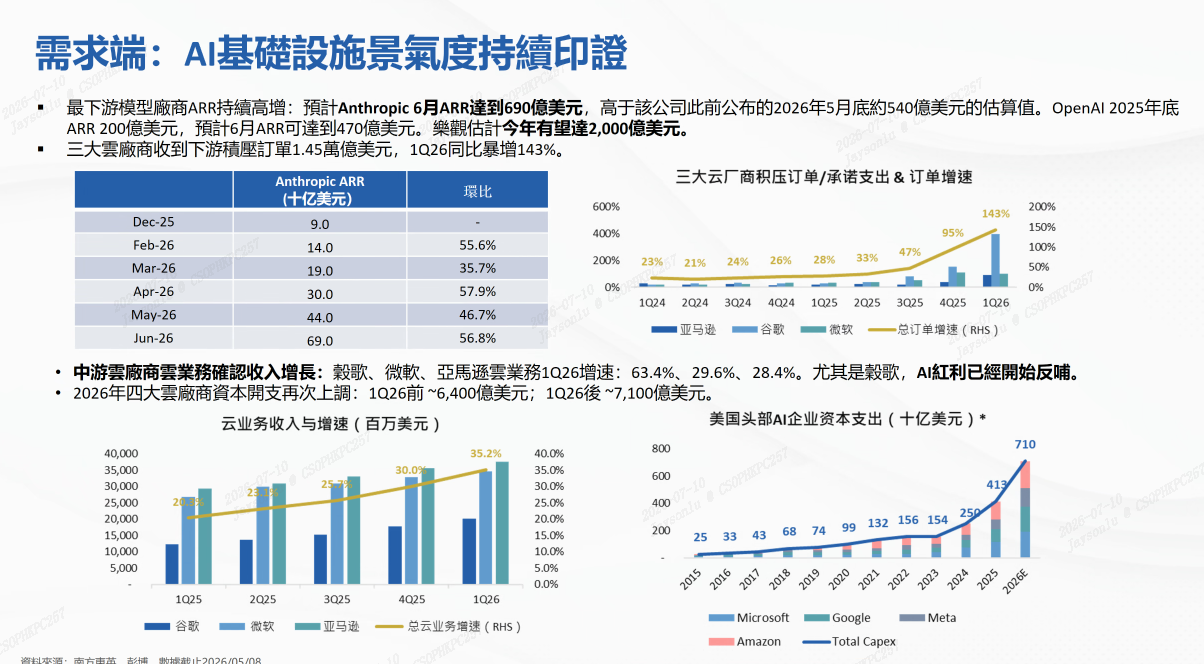 需求端：AI基礎設施景氣度持續印證
▪ 最下游模型廠商ARR持續高增：預計Anthropic 6月ARR達到690億美元，高于該公司此前公布的2026年5月底約540億美元的估算值。OpenAI 2025年底
ARR 200億美元，預計6月ARR可達到470億美元。樂觀估計今年有望達2,000億美元。
▪ 三大雲廠商收到下游積壓訂單1.45萬億美元，1Q26同比暴增143%。
Anthropic ARR
(十亿美元) 環比
Dec-25 9.0 -
Feb-26 14.0 55.6%
Mar-26 19.0 35.7%
Apr-26 30.0 57.9%
May-26 44.0 46.7%
Jun-26 69.0 56.8%
三大云厂商积压订单/承诺支出 & 订单增速
600% 400% 200% 0%
200% 150% 100% 50% 0%
23% 21% 24% 26% 28% 33% 47% 95% 143%
1Q24 2Q24 3Q24 4Q24 1Q25 2Q25 3Q25 4Q25 1Q26
亚马逊 谷歌 微软 总订单增速（RHS）
• 中游雲廠商雲業務確認收入增長：穀歌、微軟、亞馬遜雲業務1Q26增速：63.4%、29.6%、28.4%。尤其是穀歌，AI紅利已經開始反哺。
• 2026年四大雲廠商資本開支再次上調：1Q26前 ~6,400億美元；1Q26後 ~7,100億美元。
云业务收入与增速（百万美元）
40,000 35,000 30,000 25,000 20,000 15,000 10,000 5,000 -
40.0% 35.0% 30.0% 25.0% 20.0% 15.0% 10.0% 5.0% 0.0%
30.0% 35.2%
1Q25 2Q25 3Q25 4Q25 1Q26
谷歌 微软 亚马逊 总云业务增速（RHS）
美国头部AI企业资本支出（十亿美元）*
800 600 400 200 -
25 33 43 68 74 99 132 156 154 250 413 710
2015 2016 2017 2018 2019 2020 2021 2022 2023 2024 2025 2026E
Microsoft Google Meta
Amazon Total Capex
資料來源：南方東英，彭博，數據截止2026/05/08